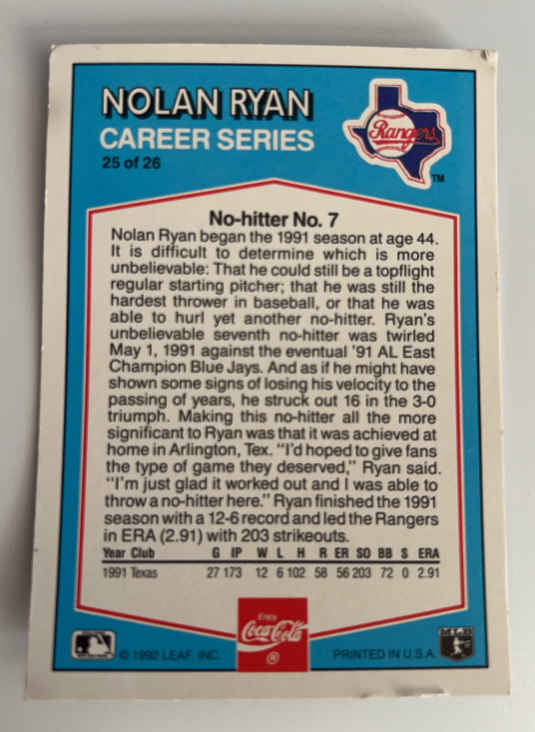 NOLAN RYAN
CAREER SERIES
25 of 26
Rangers
TM
No-hitter No. 7
Nolan Ryan began the 1991 season at age 44.
It is difficult to determine which is more
unbelievable: That he could still be a topflight
regular starting pitcher; that he was still the
hardest thrower in baseball, or that he was
able to hurl yet another no-hitter. Ryan's
unbelievable seventh no-hitter was twirled
May 1, 1991 against the eventual '91 AL East
Champion Blue Jays. And as if he might have
shown some signs of losing his velocity to the
passing of years, he struck out 16 in the 3-0
triumph. Making this no-hitter all the more
significant to Ryan was that it was achieved at
home in Arlington, Tex. "I'd hoped to give fans
the type of game they deserved," Ryan said.
"I'm just glad it worked out and I was able to
throw a no-hitter here." Ryan finished the 1991
season with a 12-6 record and led the Rangers
in ERA (2.91) with 203 strikeouts.
Year Club G IP W L H R ER SO BB S ERA
1991 Texas 27 173 12 6 102 58 56 203 72 0 2.91
Enjoy
Coca-Cola
®
© 1992 LEAF, INC.
PRINTED IN U.S.A.